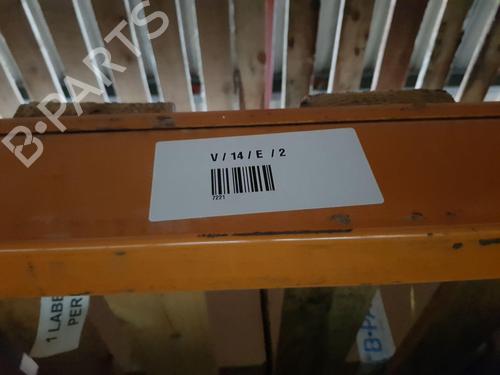 B-PARTS
V / 14 / E / 2
7221
1 LABE
PER
B-PA